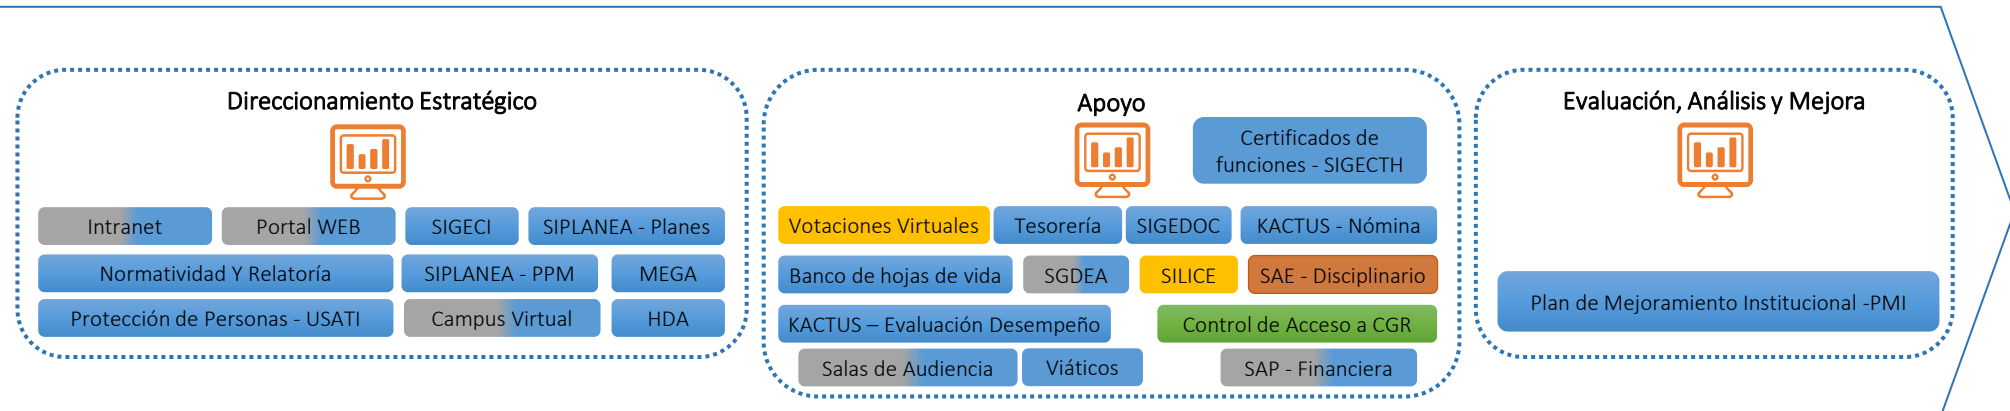 Direccionamiento Estratégico
Intranet
Portal WEB
SIGECI
SIPLANEA - Planes
Normatividad Y Relatoría
SIPLANEA - PPM
MEGA
Protección de Personas - USATI
Campus Virtual
HDA
Apoyo
Certificados de
funciones - SIGECTH
Votaciones Virtuales
Tesorería
SIGEDOC
KACTUS - Nómina
Banco de hojas de vida
SGDEA
SILICE
SAE - Disciplinario
KACTUS – Evaluación Desempeño
Control de Acceso a CGR
Salas de Audiencia
Viáticos
SAP - Financiera
Evaluación, Análisis y Mejora
Plan de Mejoramiento Institucional -PMI